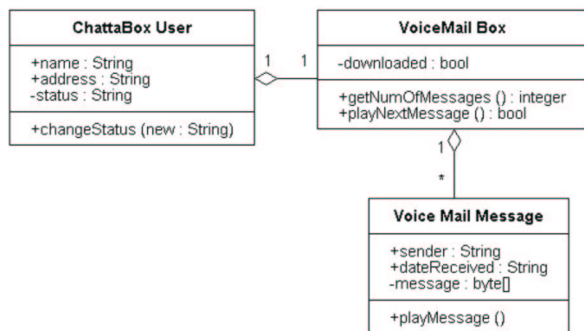 ChattaBox User
+name : String
+address : String
-status : String
+changeStatus (new : String)
1
1
VoiceMail Box
-downloaded : bool
+getNumOfMessages () : integer
+playNextMessage () : bool
1
*
Voice Mail Message
+sender : String
+dateReceived : String
-message : byte[]
+playMessage ()